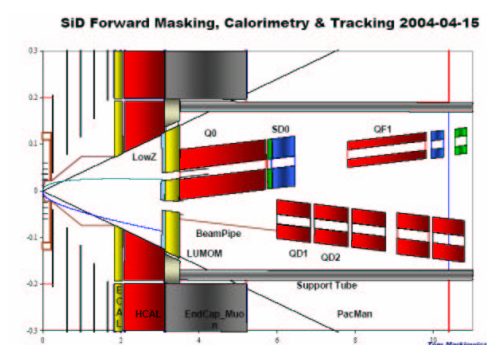 SiD Forward Masking, Calorimetry & Tracking 2004-04-15
0.3
0.2
0.1
0
-0.1
-0.2
-0.3
Q0
SD0
QF1
LowZ
BeamPipe
LUMOM
QD1
QD2
Support Tube
ECAL
HCAL
EndCap_Muo
n
PacMan
0
2
4
6
8
10
Tom Markiewicz